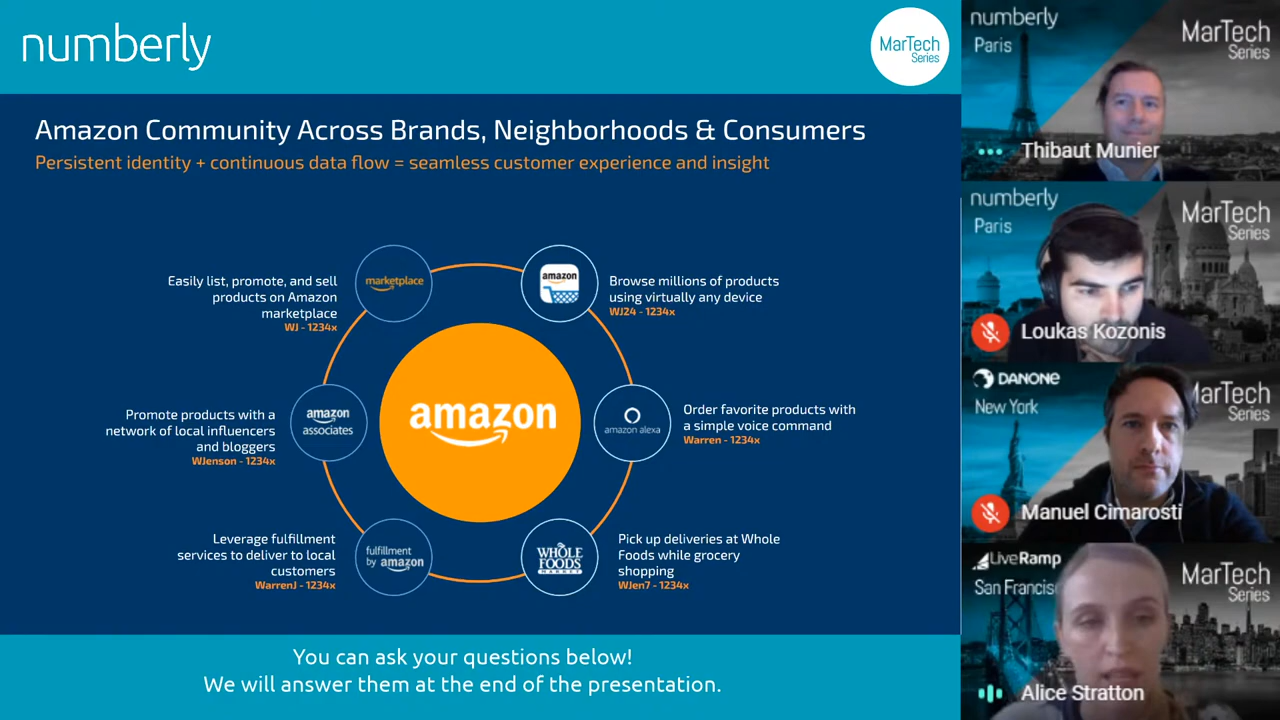 numberly
MarTech
Series
Amazon Community Across Brands, Neighborhoods & Consumers
Persistent identity + continuous data flow = seamless customer experience and insight
Easily list, promote, and sell
products on Amazon
marketplace
WJ - 1234x
marketplace
amazon
Browse millions of products
using virtually any device
WJ24 - 1234x
Promote products with a
network of local influencers
and bloggers
WJenson - 1234x
amazon
associates
amazon
amazon alexa
Order favorite products with
a simple voice command
Warren - 1234x
Leverage fulfillment
services to deliver to local
customers
WarrenJ - 1234x
fulfillment
by amazon
WHOLE
FOODS
MARKET
Pick up deliveries at Whole
Foods while grocery
shopping
WJen7 - 1234x
You can ask your questions below!
We will answer them at the end of the presentation.
numberly
Paris
MarTech
Series
Thibaut Munier
numberly
Paris
MarTech
Series
Loukas Kozonis
DANONE
New York
MarTech
Series
Manuel Cimarosti
LiveRamp
San Francis
MarTech
Series
Alice Stratton